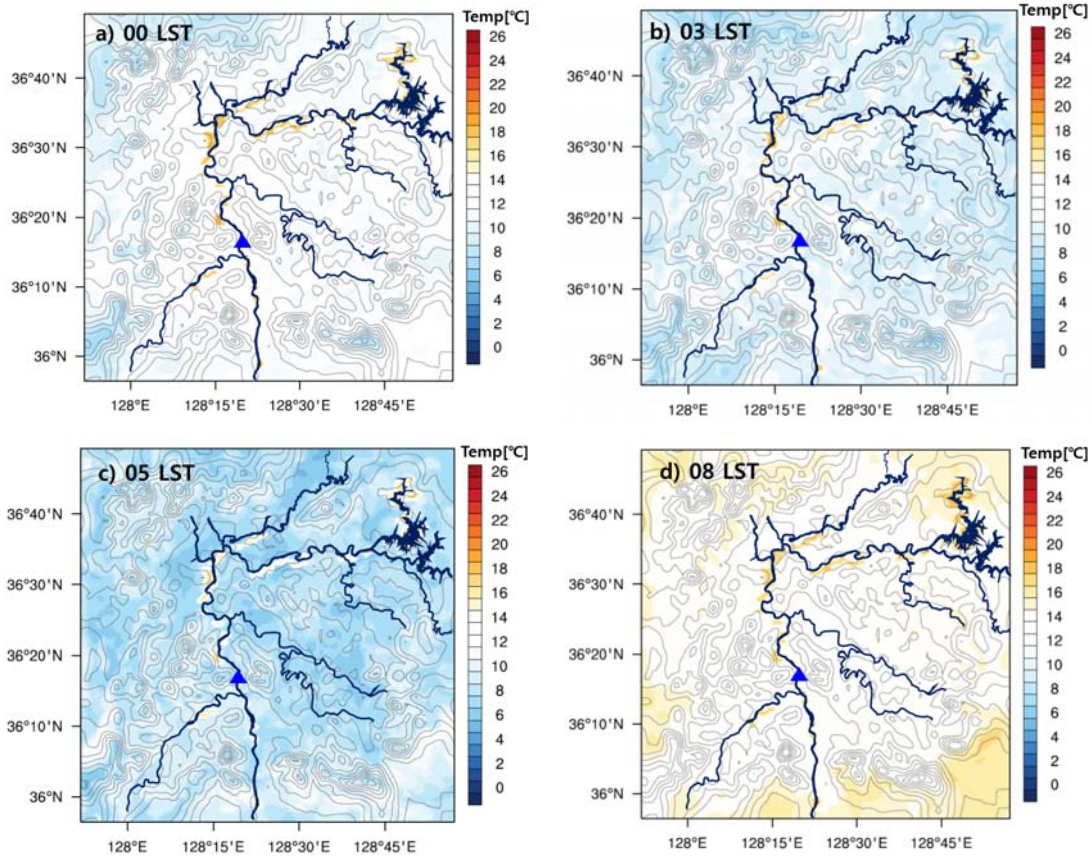 a) 00 LST
Temp[℃]
26
24
22
20
18
16
14
12
10
8
6
4
2
0
36°40'N
36°30'N
36°20'N
36°10'N
36°N
128°E 128°15'E 128°30'E 128°45'E
b) 03 LST
Temp[℃]
26
24
22
20
18
16
14
12
10
8
6
4
2
0
36°40'N
36°30'N
36°20'N
36°10'N
36°N
128°E 128°15'E 128°30'E 128°45'E
c) 05 LST
Temp[℃]
26
24
22
20
18
16
14
12
10
8
6
4
2
0
36°40'N
36°30'N
36°20'N
36°10'N
36°N
128°E 128°15'E 128°30'E 128°45'E
d) 08 LST
Temp[℃]
26
24
22
20
18
16
14
12
10
8
6
4
2
0
36°40'N
36°30'N
36°20'N
36°10'N
36°N
128°E 128°15'E 128°30'E 128°45'E